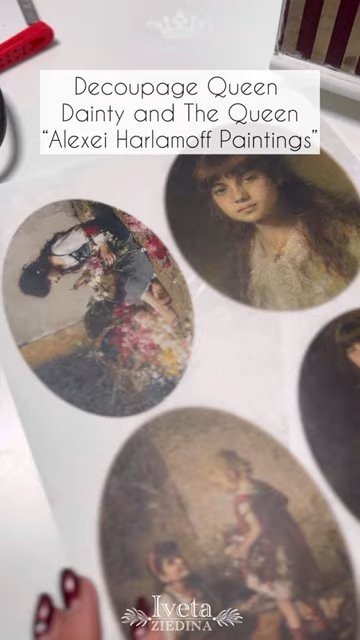 Decoupage Queen
Dainty and The Queen
“Alexei Harlamoff Paintings”
Iveta
ZIEDINA